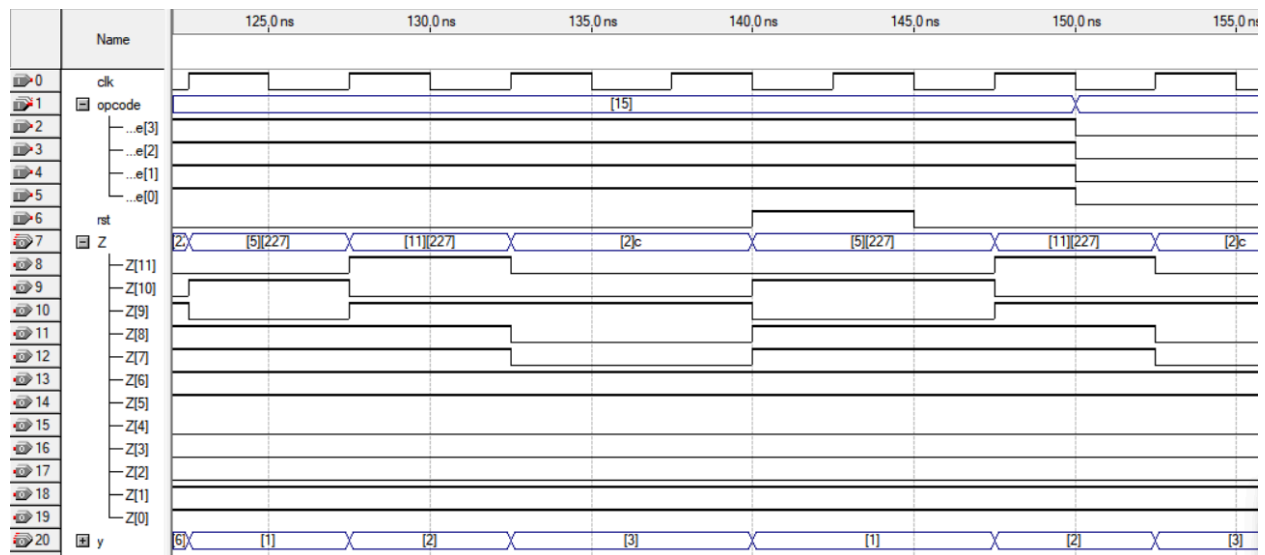 125,0 ns 130,0 ns 135,0 ns 140,0 ns 145,0 ns 150,0 ns 155,0 ns
Name
0 clk
1 opcode [15]
2 ...e[3]
3 ...e[2]
4 ...e[1]
5 ...e[0]
6 rst
7 Z [5][227] [11][227] [2]c [5][227] [11][227] [2]c
8 Z[11]
9 Z[10]
10 Z[9]
11 Z[8]
12 Z[7]
13 Z[6]
14 Z[5]
15 Z[4]
16 Z[3]
17 Z[2]
18 Z[1]
19 Z[0]
20 y [6] [1] [2] [3] [1] [2] [3]